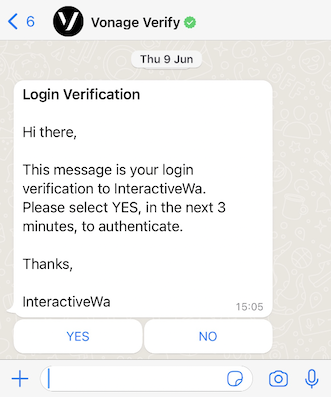 6 Vonage Verify
Thu 9 Jun
Login Verification
Hi there,
This message is your login
verification to InteractiveWa.
Please select YES, in the next 3
minutes, to authenticate.
Thanks,
InteractiveWa
15:05
YES NO